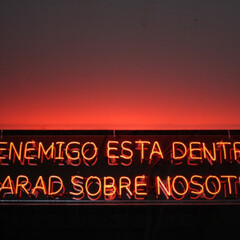 ENEMIGO ESTA DENTR
ARAD SOBRE NOSOT